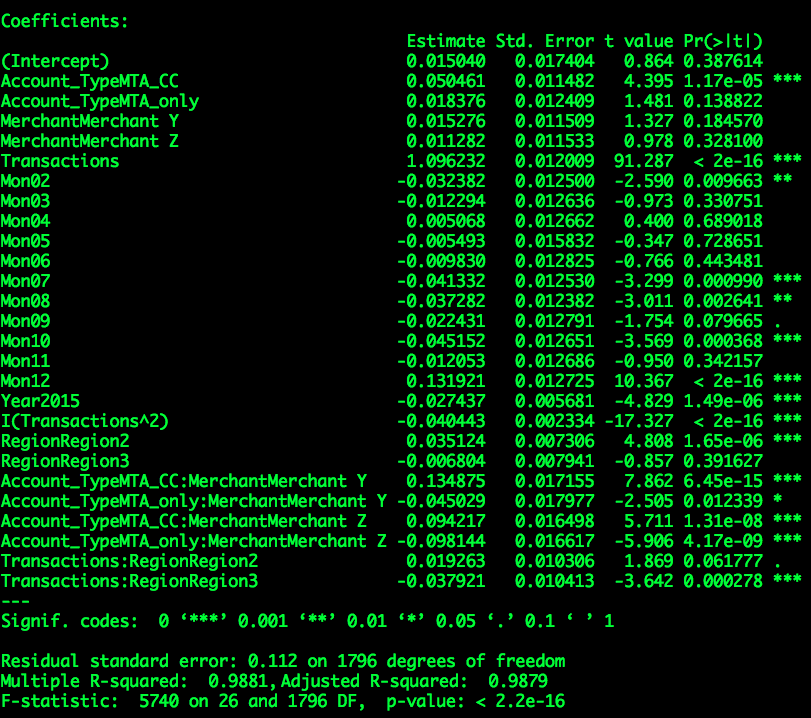 Coefficients:
Estimate Std. Error t value Pr(>|t|)
(Intercept) 0.015040 0.017404 0.864 0.387614
Account_TypeMTA_CC 0.050461 0.011482 4.395 1.17e-05 ***
Account_TypeMTA_only 0.018376 0.012409 1.481 0.138822
MerchantMerchant Y 0.015276 0.011509 1.327 0.184570
MerchantMerchant Z 0.011282 0.011533 0.978 0.328100
Transactions 1.096232 0.012009 91.287 < 2e-16 ***
Mon02 -0.032382 0.012500 -2.590 0.009663 **
Mon03 -0.012294 0.012636 -0.973 0.330751
Mon04 0.005068 0.012662 0.400 0.689018
Mon05 -0.005493 0.015832 -0.347 0.728651
Mon06 -0.009830 0.012825 -0.766 0.443481
Mon07 -0.041332 0.012530 -3.299 0.000990 ***
Mon08 -0.037282 0.012382 -3.011 0.002641 **
Mon09 -0.022431 0.012791 -1.754 0.079665 .
Mon10 -0.045152 0.012651 -3.569 0.000368 ***
Mon11 -0.012053 0.012686 -0.950 0.342157
Mon12 0.131921 0.012725 10.367 < 2e-16 ***
Year2015 -0.027437 0.005681 -4.829 1.49e-06 ***
I(Transactions^2) -0.040443 0.002334 -17.327 < 2e-16 ***
RegionRegion2 0.035124 0.007306 4.808 1.65e-06 ***
RegionRegion3 -0.006804 0.007941 -0.857 0.391627
Account_TypeMTA_CC:MerchantMerchant Y 0.134875 0.017155 7.862 6.45e-15 ***
Account_TypeMTA_only:MerchantMerchant Y -0.045029 0.017977 -2.505 0.012339 *
Account_TypeMTA_CC:MerchantMerchant Z 0.094217 0.016498 5.711 1.31e-08 ***
Account_TypeMTA_only:MerchantMerchant Z -0.098144 0.016617 -5.906 4.17e-09 ***
Transactions:RegionRegion2 0.019263 0.010306 1.869 0.061777 .
Transactions:RegionRegion3 -0.037921 0.010413 -3.642 0.000278 ***
---
Signif. codes: 0 ‘***’ 0.001 ‘**’ 0.01 ‘*’ 0.05 ‘.’ 0.1 ‘ ’ 1
Residual standard error: 0.112 on 1796 degrees of freedom
Multiple R-squared: 0.9881, Adjusted R-squared: 0.9879
F-statistic: 5740 on 26 and 1796 DF, p-value: < 2.2e-16